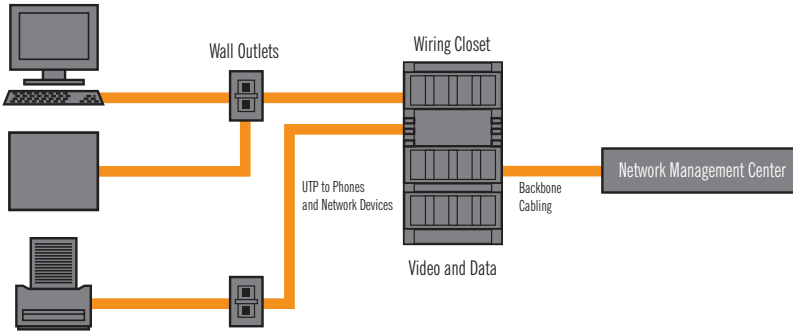 Wall Outlets
Wiring Closet
Network Management Center
UTP to Phones
and Network Devices
Backbone
Cabling
Video and Data